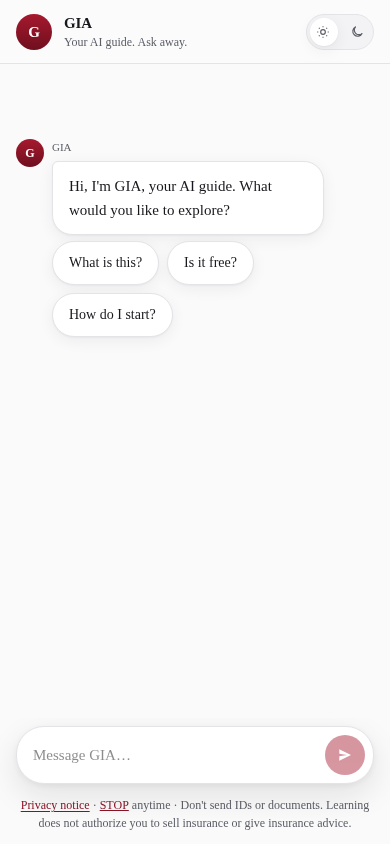 G
GIA
Your AI guide. Ask away.
G
GIA
Hi, I'm GIA, your AI guide. What
would you like to explore?
What is this?
Is it free?
How do I start?
Message GIA…
Privacy notice · STOP anytime · Don't send IDs or documents. Learning
does not authorize you to sell insurance or give insurance advice.